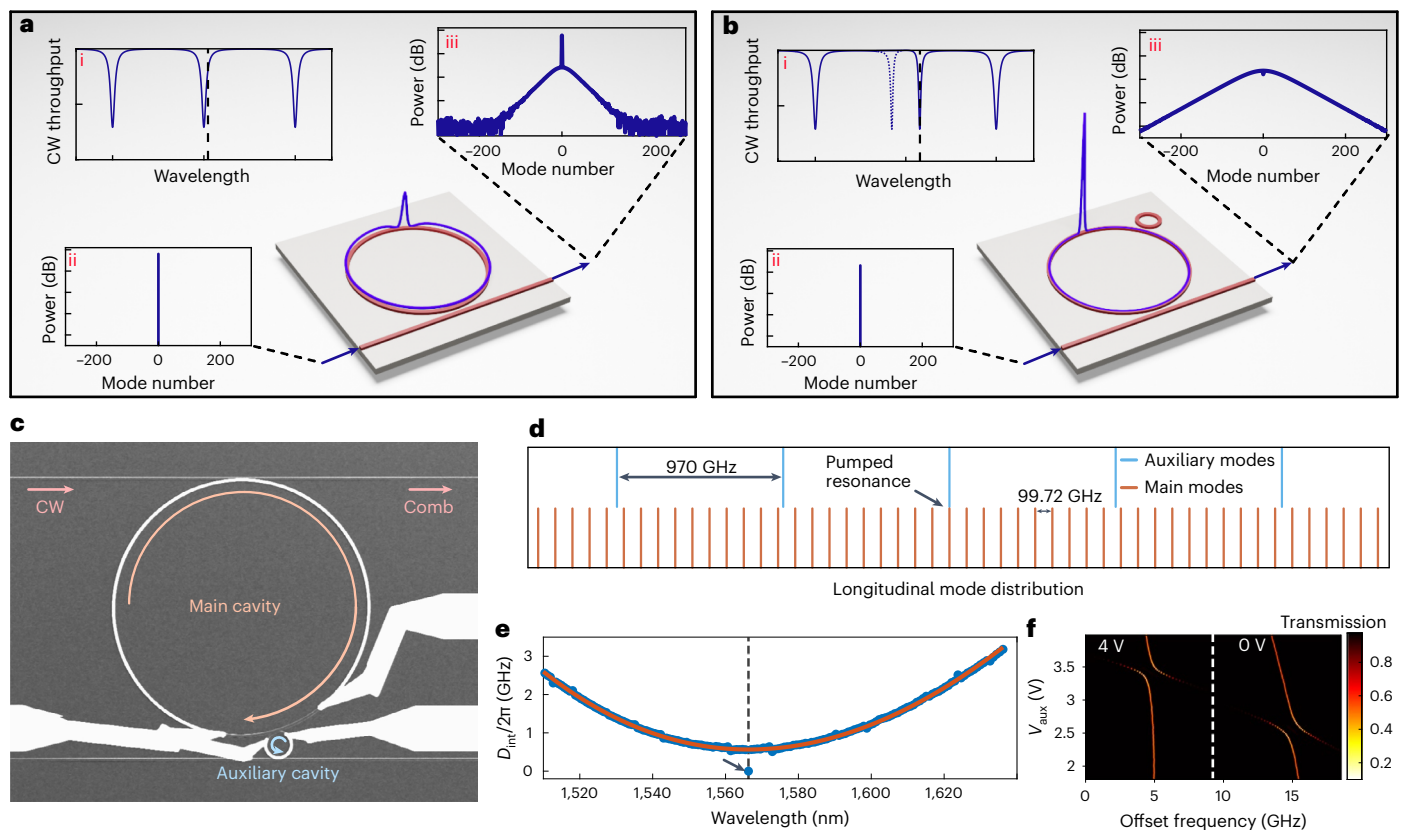 a
i
CW throughput
Wavelength
iii
Power (dB)
−200
0
200
Mode number
ii
Power (dB)
−200
0
200
Mode number
b
i
CW throughput
Wavelength
iii
Power (dB)
−200
0
200
Mode number
ii
Power (dB)
−200
0
200
Mode number
c
CW
Comb
Main cavity
Auxiliary cavity
d
970 GHz
Pumped
resonance
99.72 GHz
Auxiliary modes
Main modes
Longitudinal mode distribution
e
D_int/2π (GHz)
3
2
1
0
1,520
1,540
1,560
1,580
1,600
1,620
Wavelength (nm)
f
Transmission
4 V
0 V
V_aux (V)
3.5
3
2.5
2
0
5
10
15
Offset frequency (GHz)
0.8
0.6
0.4
0.2